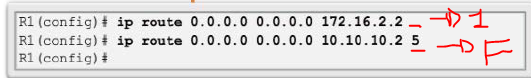 R1(config)# ip route 0.0.0.0 0.0.0.0 172.16.2.2 _ → 1
R1(config)# ip route 0.0.0.0 0.0.0.0 10.10.10.2 5 → F
R1(config)#